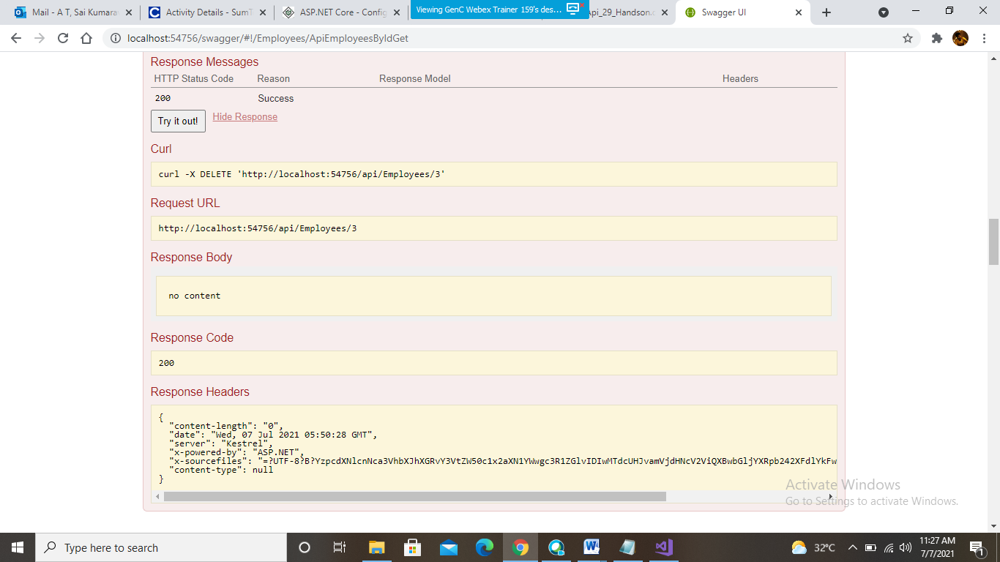 Mail - A T, Sai Kumara
Activity Details - SumT
ASP.NET Core - Config
Viewing GenC Webex Trainer 159's des...
Api_29_Handson.
Swagger UI
localhost:54756/swagger/#!/Employees/ApiEmployeesByIdGet
Response Messages
HTTP Status Code Reason Response Model Headers
200 Success
Try it out! Hide Response
Curl
curl -X DELETE 'http://localhost:54756/api/Employees/3'
Request URL
http://localhost:54756/api/Employees/3
Response Body
no content
Response Code
200
Response Headers
{
"content-length": "0",
"date": "Wed, 07 Jul 2021 05:50:28 GMT",
"server": "Kestrel",
"x-powered-by": "ASP.NET",
"x-sourcefiles": "=?UTF-8?B?YzpcdXNlcnNca3VhbXJhXGRvY3VtZW50c1x2aXN1YWwgc3R1ZGlvIDIwMTdcUHJvamVjdHNcV2ViQXBwbGljYXRpb242XFdlYkFw
"content-type": null
}
Activate Windows
Go to Settings to activate Windows.
Type here to search
32°C
11:27 AM
7/7/2021
1